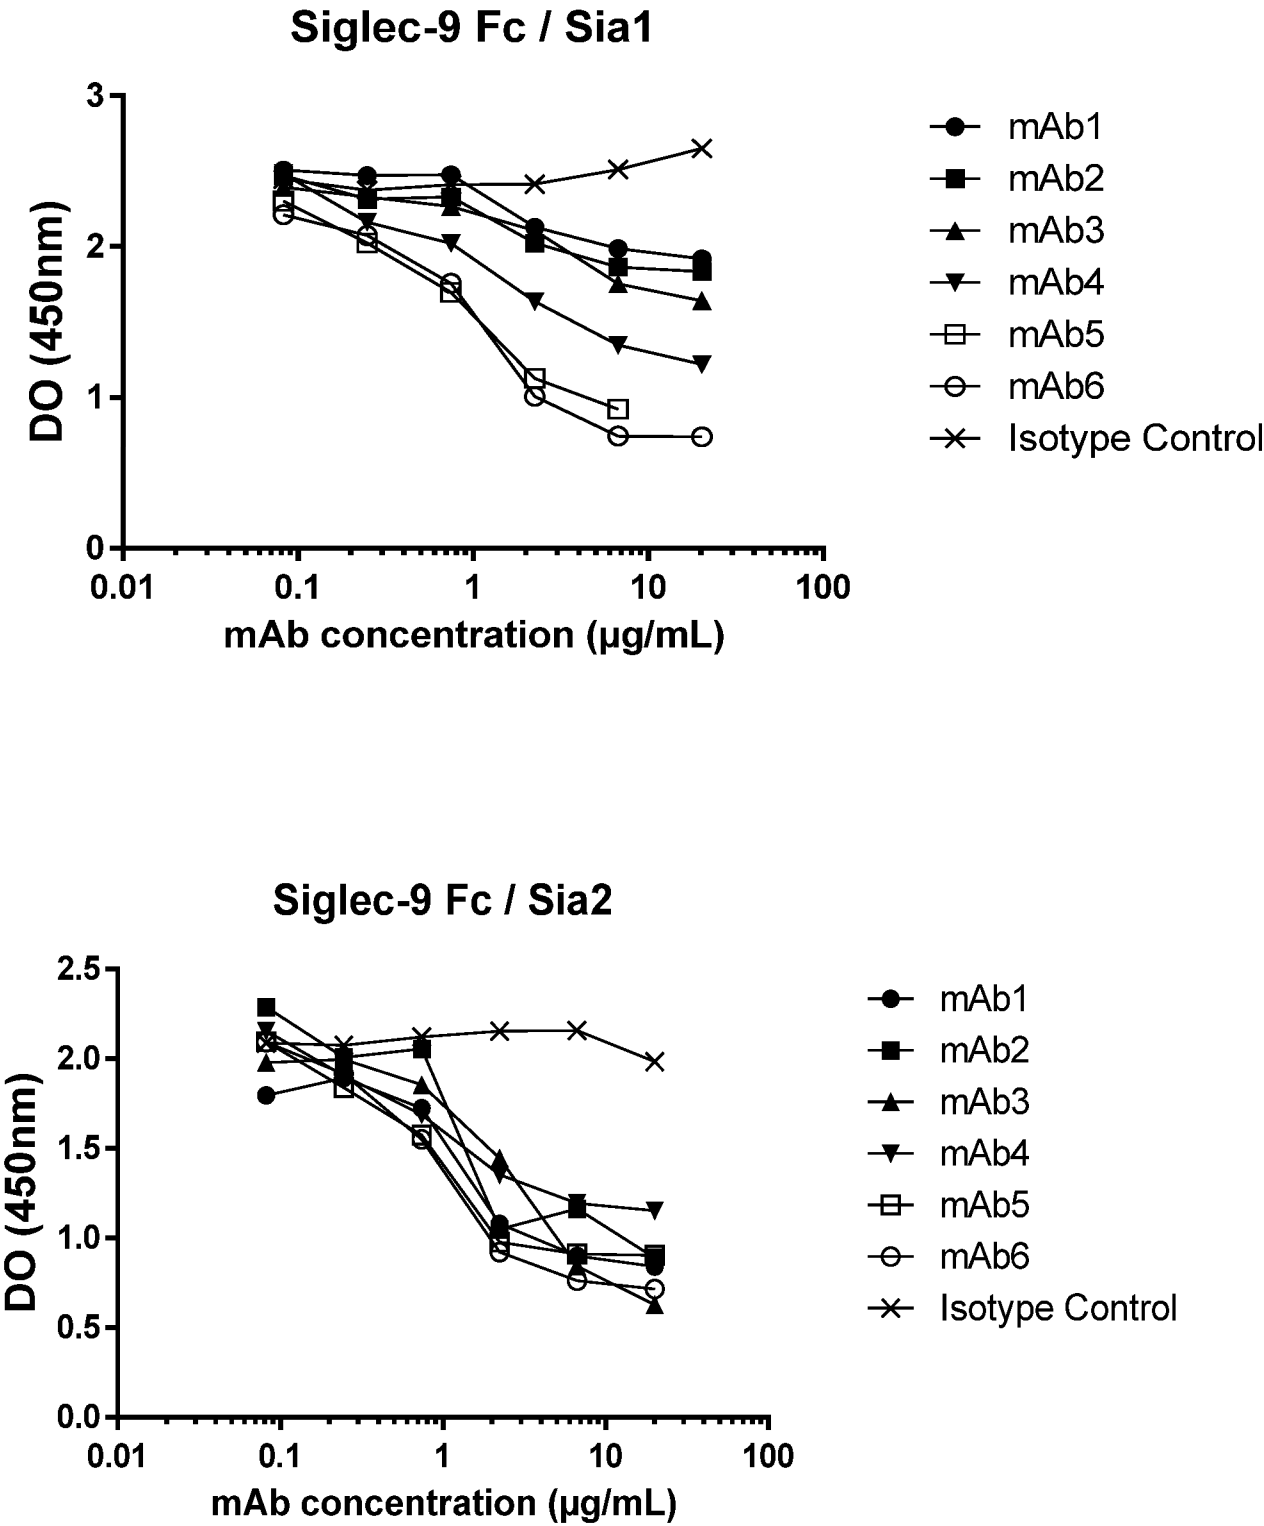 Siglec-9 Fc / Sia1
3
2
1
0
DO (450nm)
0.01 0.1 1 10 100
mAb concentration (µg/mL)
mAb1
mAb2
mAb3
mAb4
mAb5
mAb6
Isotype Control
Siglec-9 Fc / Sia2
2.5
2.0
1.5
1.0
0.5
0.0
DO (450nm)
0.01 0.1 1 10 100
mAb concentration (µg/mL)
mAb1
mAb2
mAb3
mAb4
mAb5
mAb6
Isotype Control